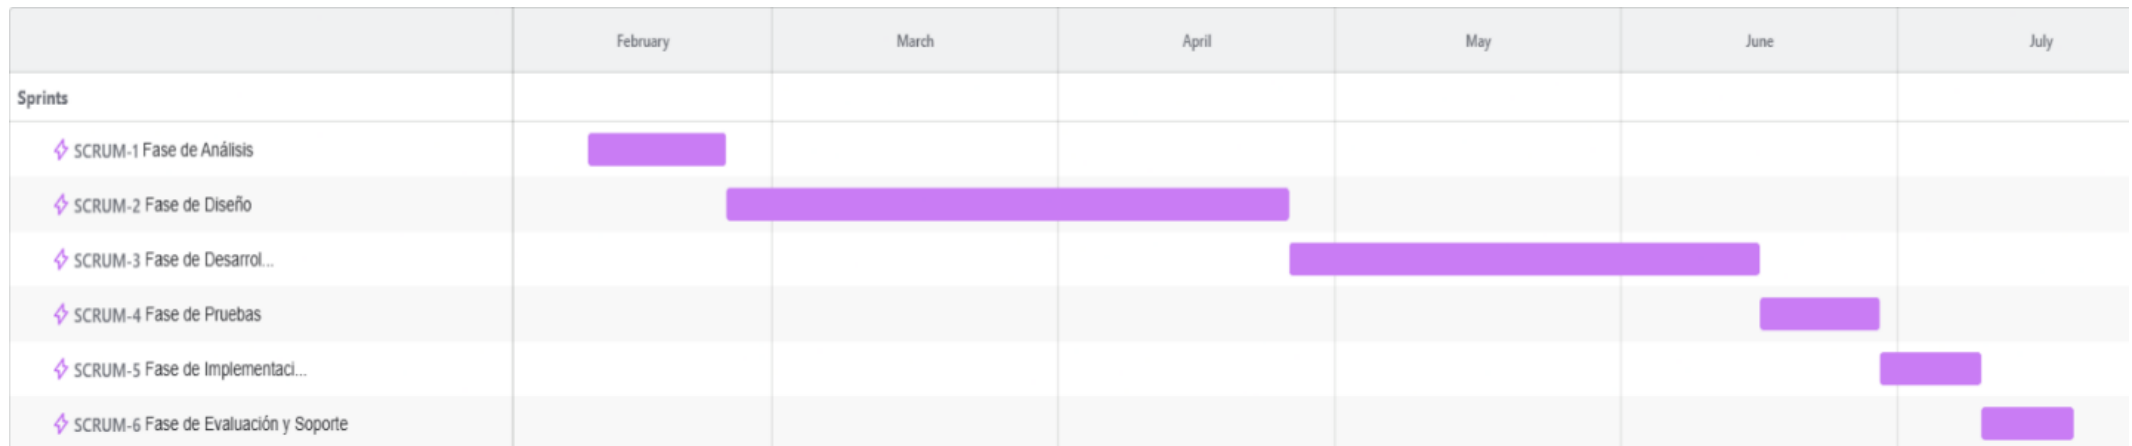 February March April May June July
Sprints
SCRUM-1 Fase de Análisis
SCRUM-2 Fase de Diseño
SCRUM-3 Fase de Desarrol...
SCRUM-4 Fase de Pruebas
SCRUM-5 Fase de Implementaci...
SCRUM-6 Fase de Evaluación y Soporte